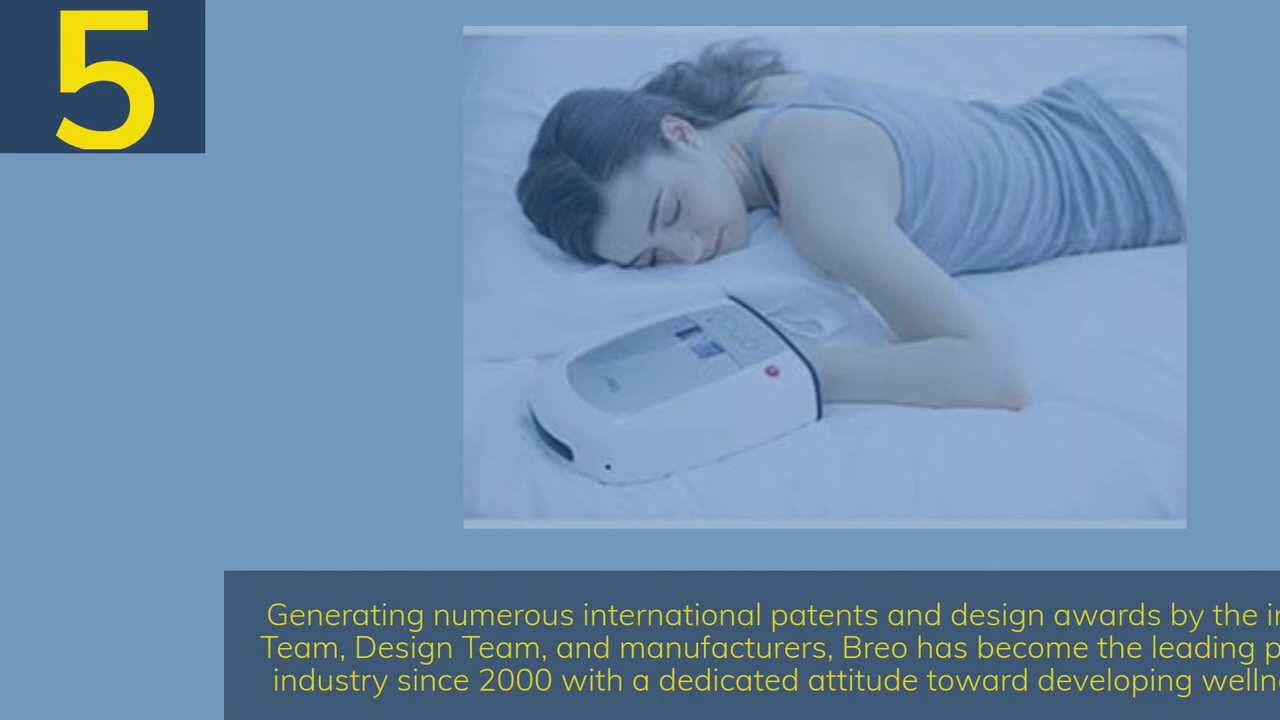 5
Generating numerous international patents and design awards by the
Team, Design Team, and manufacturers, Breo has become the leading
industry since 2000 with a dedicated attitude toward developing